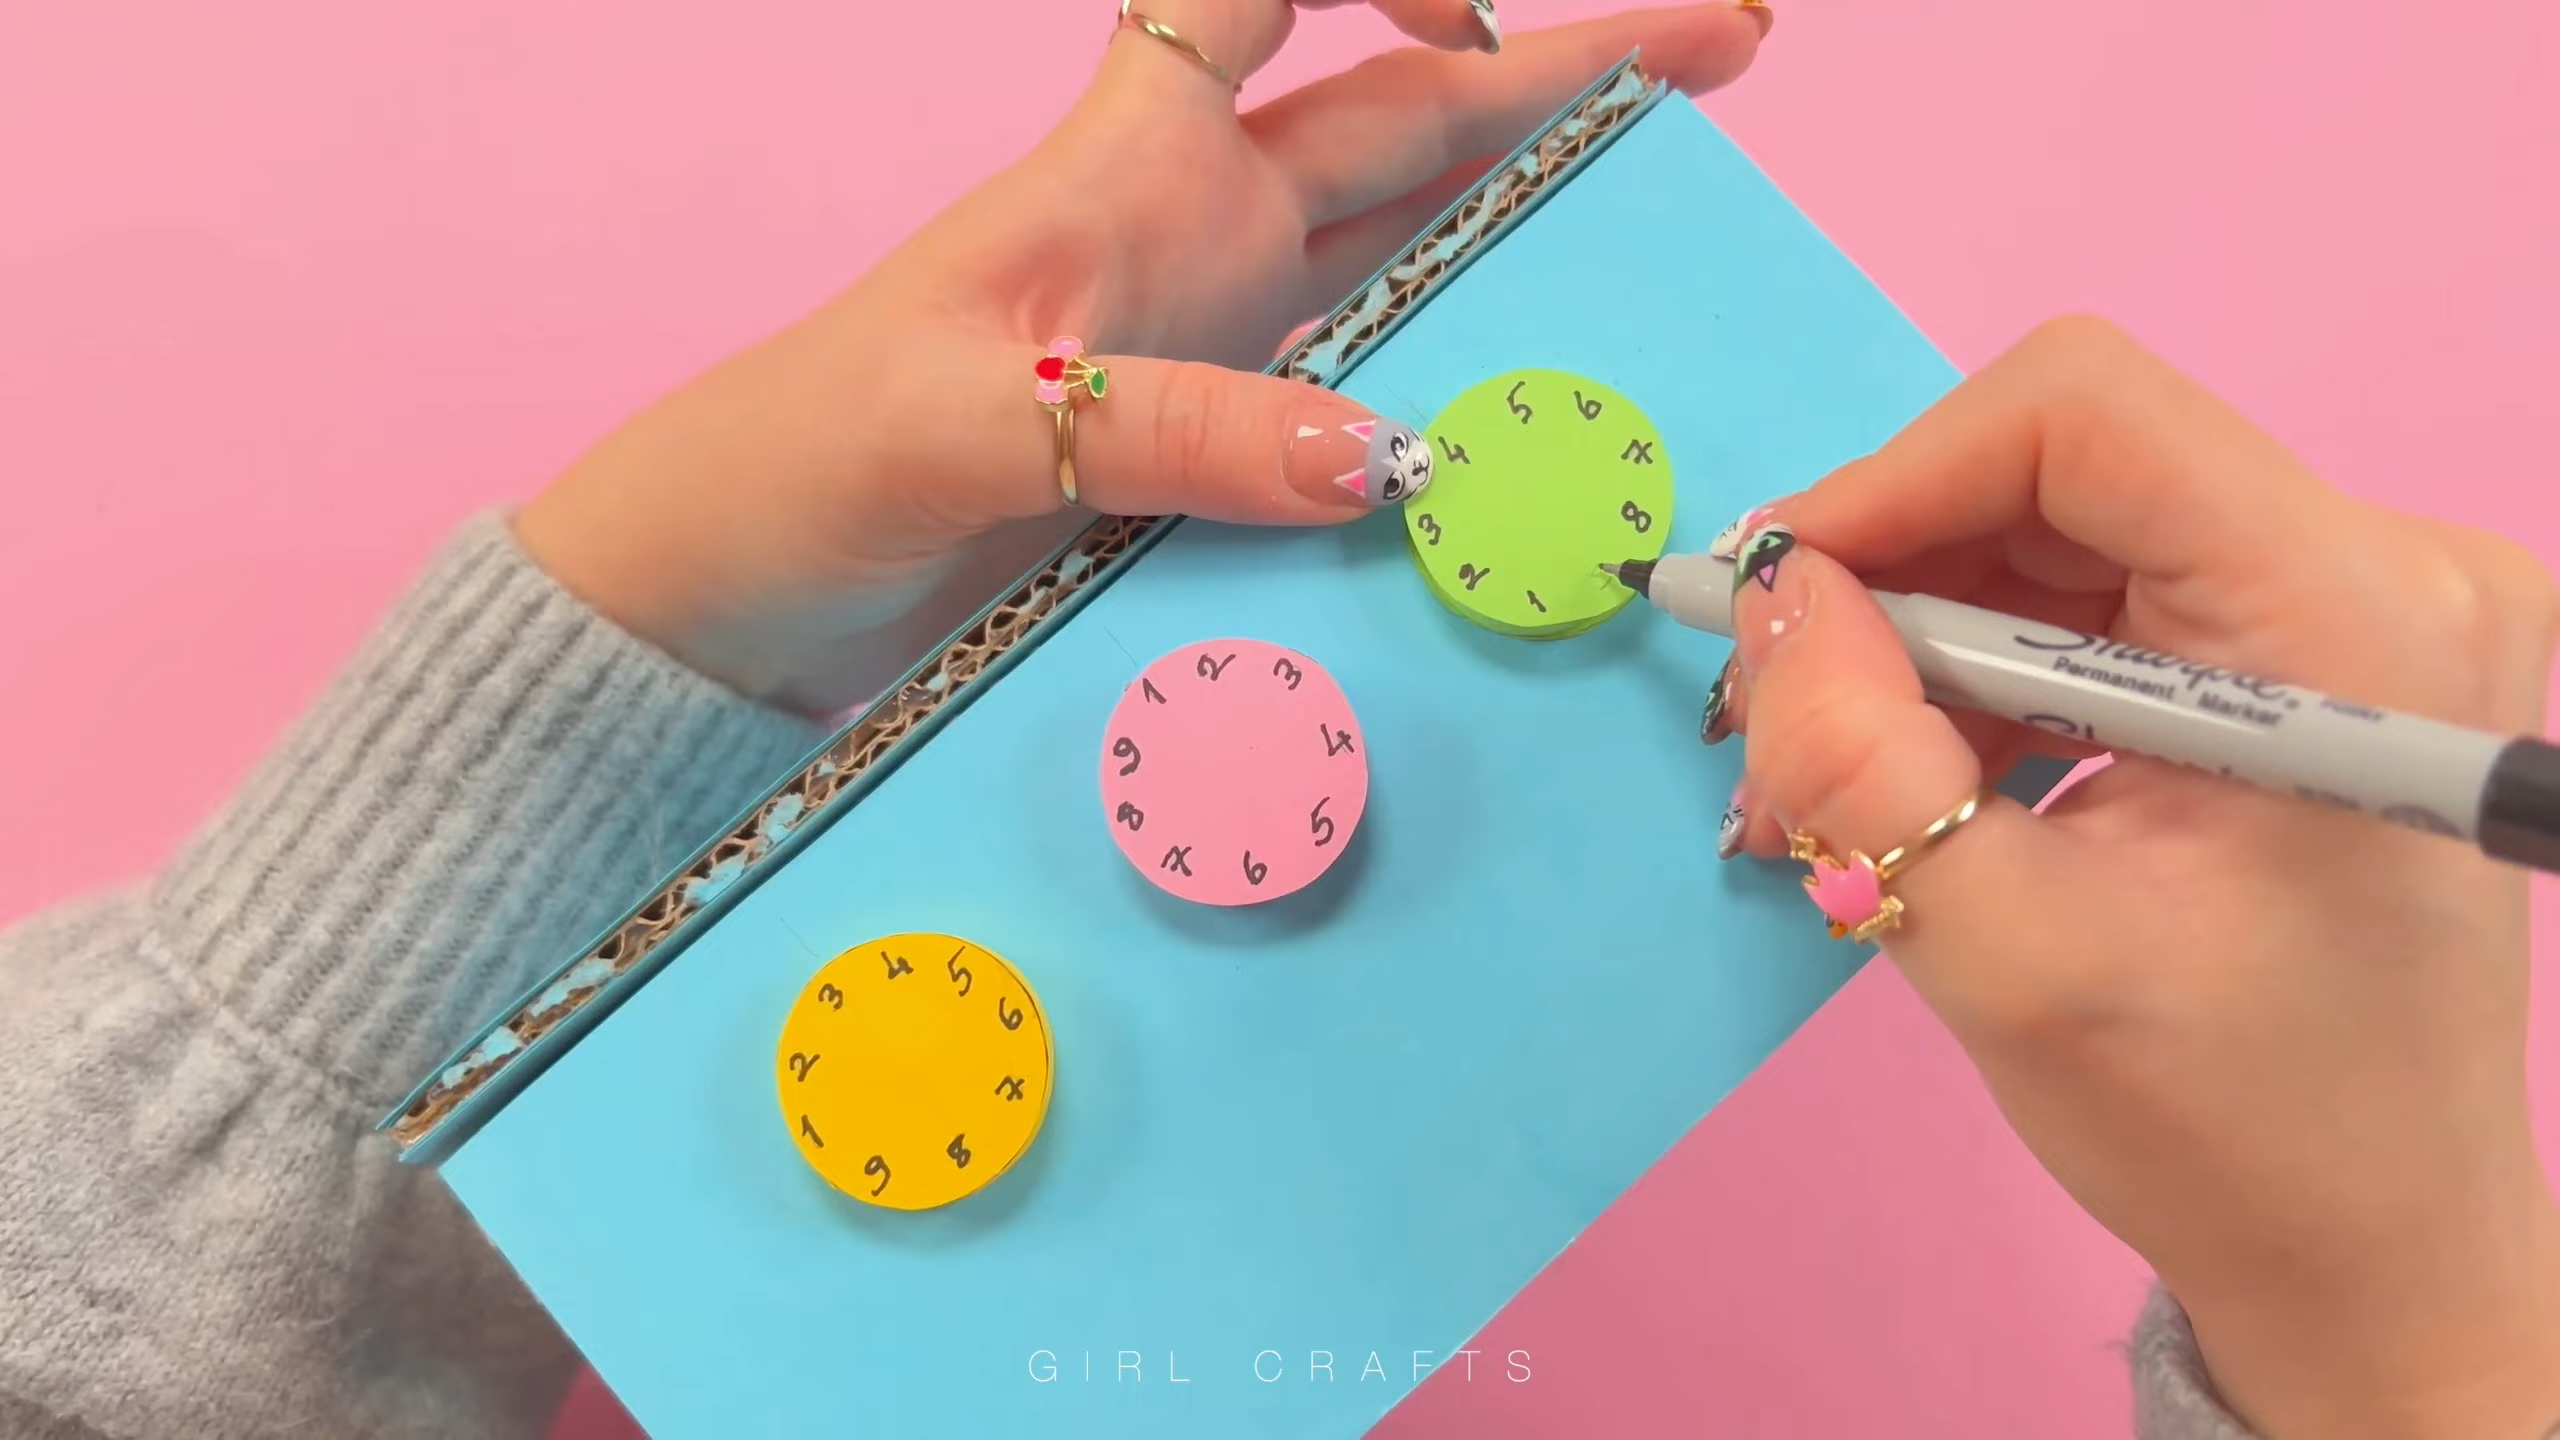 5 6 7 8 1 2 3 4
1 2 3 4 5 6 7 8 9
4 5 6 7 8 9 1 2 3
Sharpie
Permanent Marker
GIRL CRAFTS